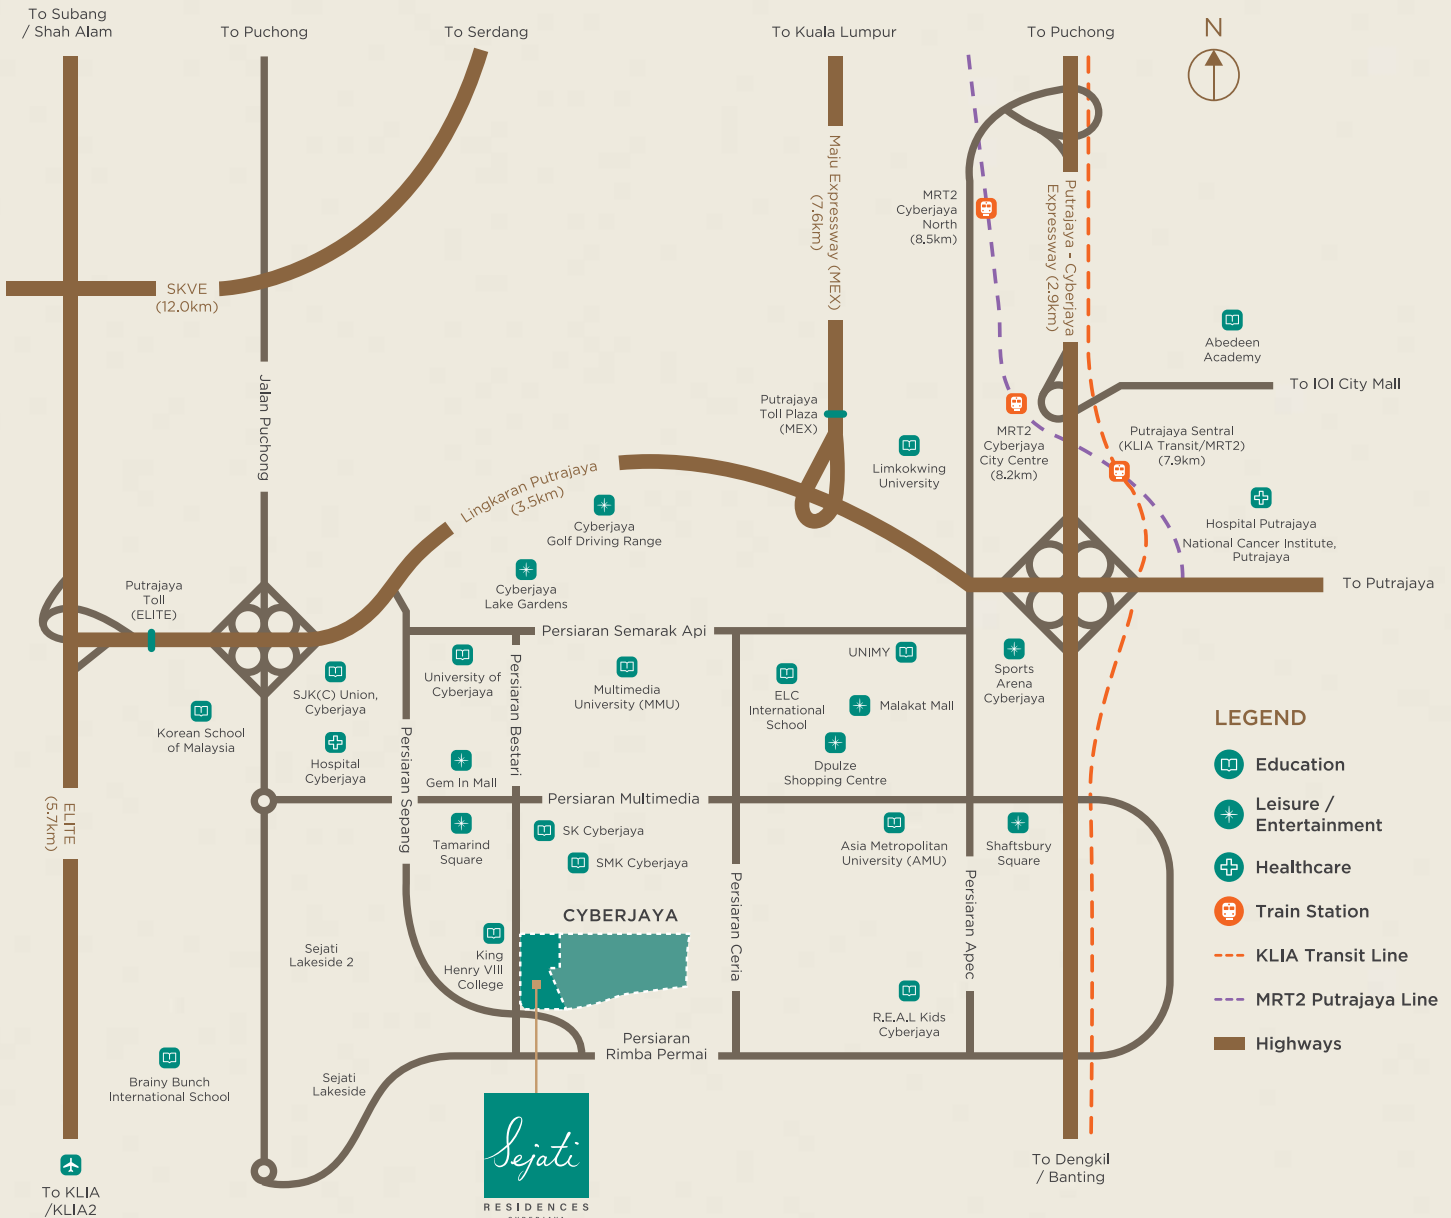 To Subang
/ Shah Alam
To Puchong
To Serdang
To Kuala Lumpur
To Puchong
N
Maju Expressway (MEX)
(7.6km)
Putrajaya - Cyberjaya
Expressway (2.9km)
MRT2
Cyberjaya
North
(8.5km)
SKVE
(12.0km)
Abedeen
Academy
To IOI City Mall
Jalan Puchong
Putrajaya
Toll Plaza
(MEX)
MRT2
Cyberjaya
City Centre
(8.2km)
Putrajaya Sentral
(KLIA Transit/MRT2)
(7.9km)
Limkokwing
University
Lingkaran Putrajaya
(3.5km)
Cyberjaya
Golf Driving Range
Hospital Putrajaya
National Cancer Institute,
Putrajaya
To Putrajaya
Putrajaya
Toll
(ELITE)
Cyberjaya
Lake Gardens
Persiaran Semarak Api
UNIMY
University of
Cyberjaya
Persiaran Bestari
Multimedia
University (MMU)
ELC
International
School
Sports
Arena
Cyberjaya
SJK(C) Union,
Cyberjaya
Malakat Mall
Korean School
of Malaysia
Hospital
Cyberjaya
Persiaran Sepang
Gem In Mall
Dpulze
Shopping Centre
Persiaran Multimedia
ELITE
(5.7km)
Tamarind
Square
SK Cyberjaya
SMK Cyberjaya
Asia Metropolitan
University (AMU)
Shaftsbury
Square
Persiaran Ceria
Persiaran Apec
CYBERJAYA
Sejati
Lakeside 2
King
Henry VIII
College
R.E.A.L Kids
Cyberjaya
Persiaran
Rimba Permai
Brainy Bunch
International School
Sejati
Lakeside
Sejati
RESIDENCES
To KLIA
/KLIA2
To Dengkil
/ Banting
LEGEND
Education
Leisure /
Entertainment
Healthcare
Train Station
KLIA Transit Line
MRT2 Putrajaya Line
Highways